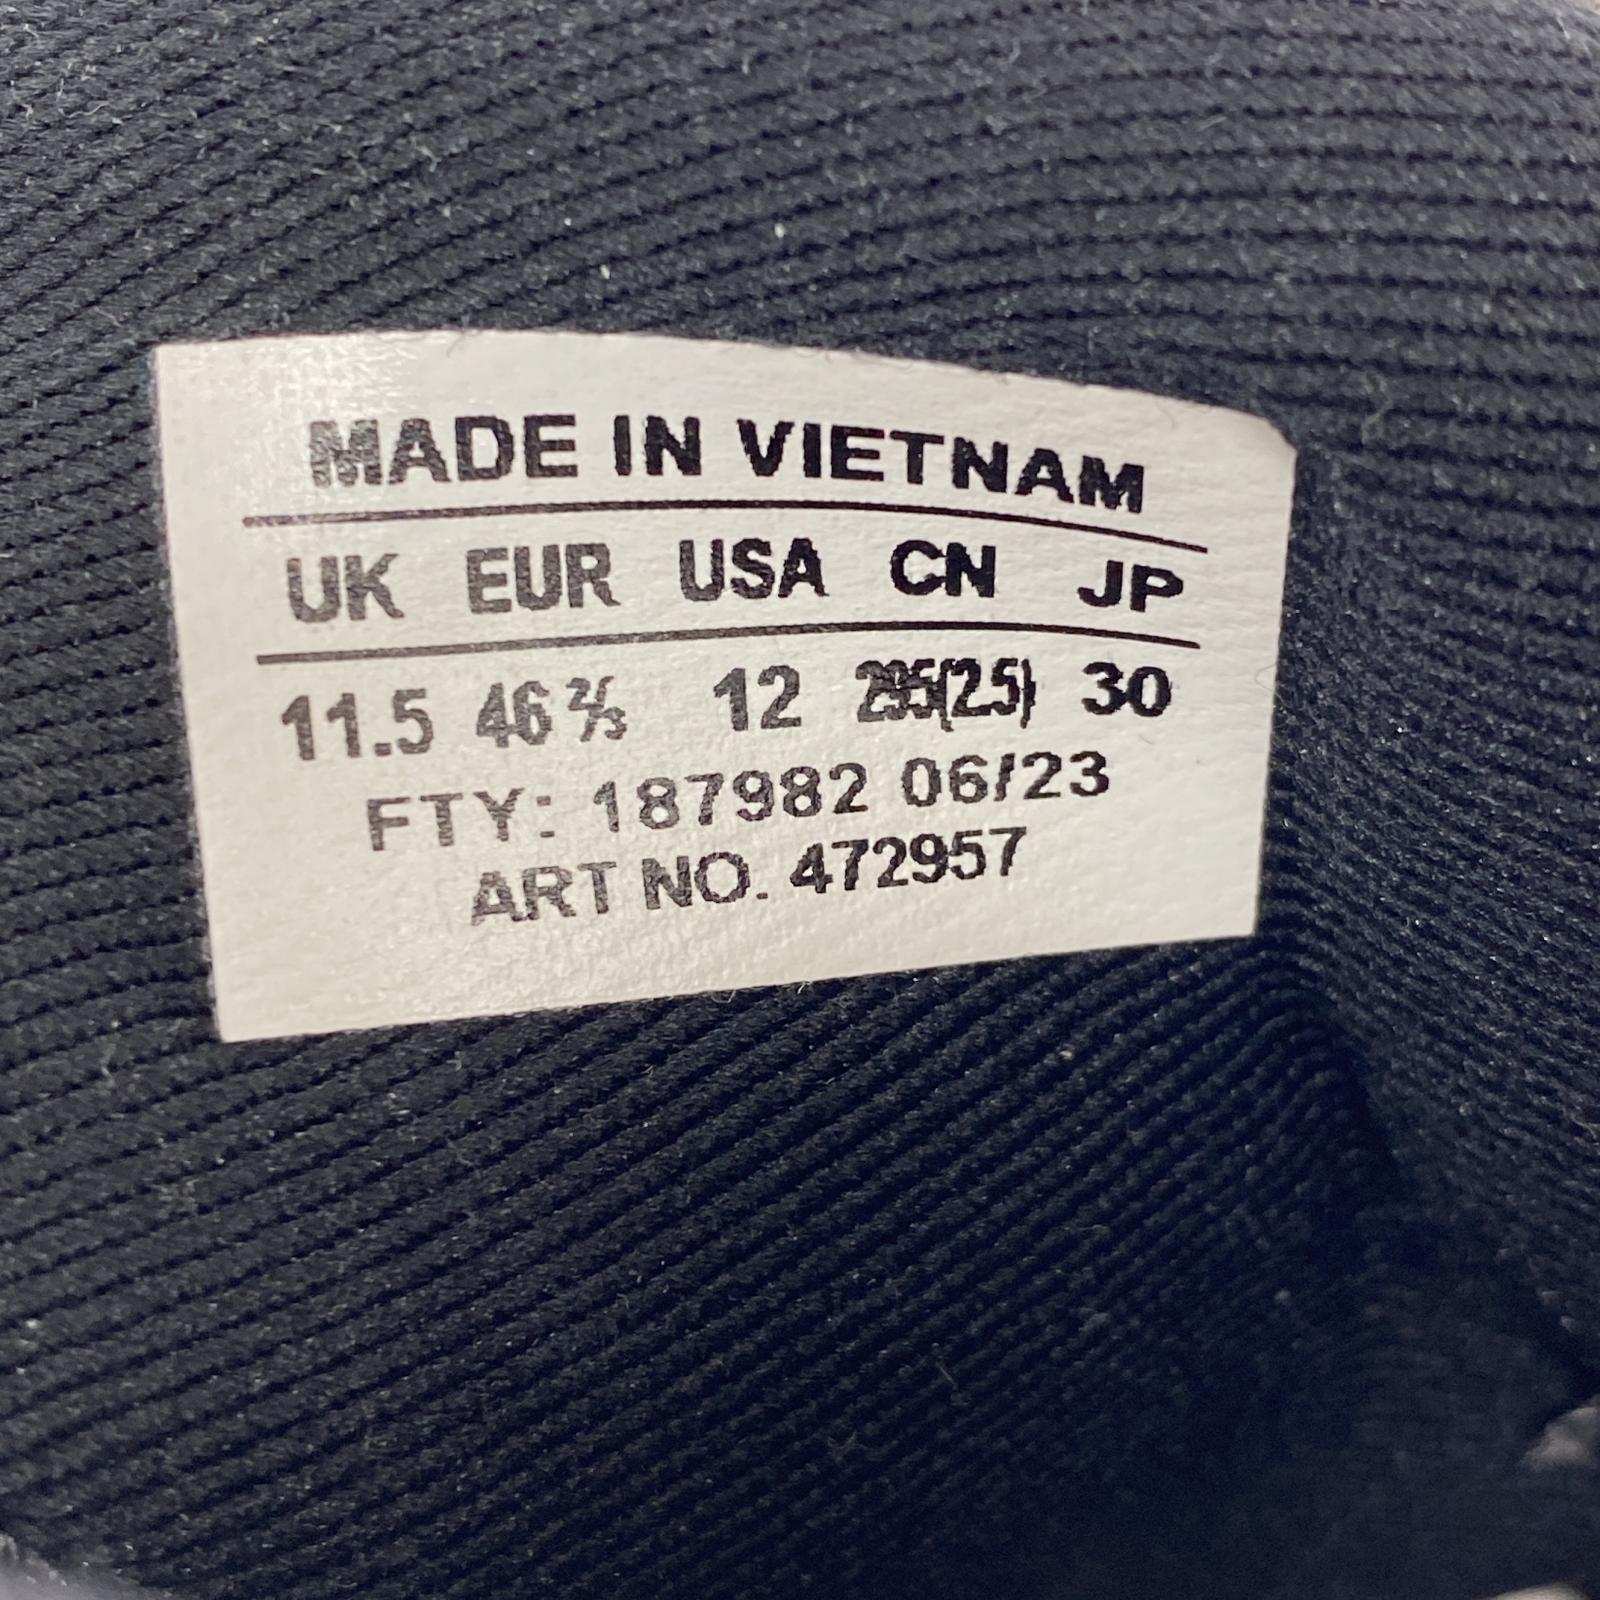 MADE IN VIETNAM
UK EUR USA CN JP
11.5 46 ⅔ 12 295(2.5) 30
FTY: 187982 06/23
ART NO. 472957